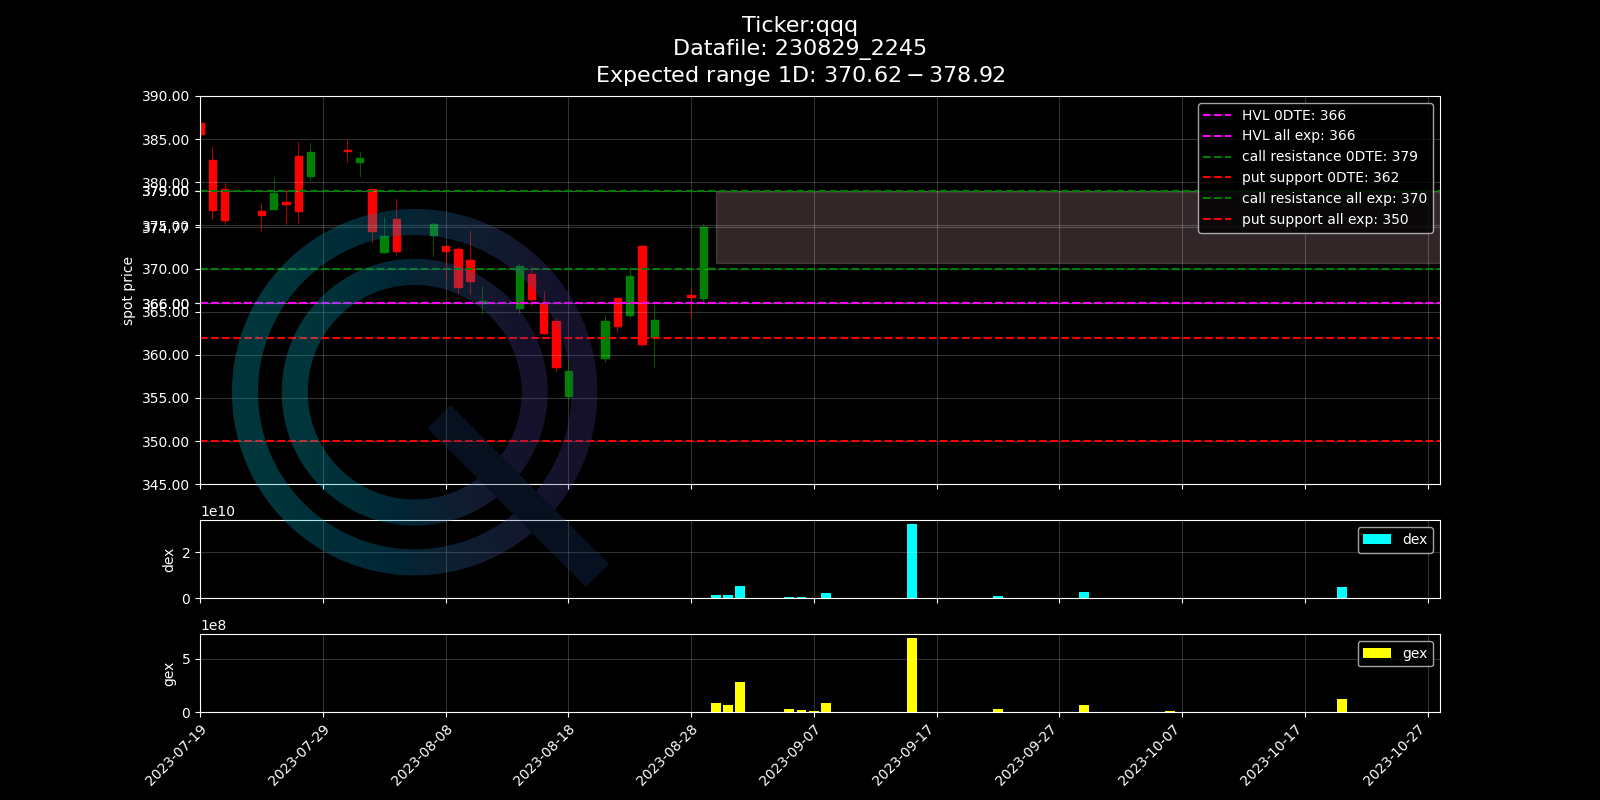 Ticker:qqq
Datafile: 230829_2245
Expected range 1D: 370.62 − 378.92
390.00
385.00
380.00
379.00
375.00
374.77
370.00
366.00
365.00
360.00
355.00
350.00
345.00
spot price
HVL 0DTE: 366
HVL all exp: 366
call resistance 0DTE: 379
put support 0DTE: 362
call resistance all exp: 370
put support all exp: 350
1e10
2
0
dex
dex
1e8
5
0
gex
gex
2023-07-19
2023-07-29
2023-08-08
2023-08-18
2023-08-28
2023-09-07
2023-09-17
2023-09-27
2023-10-07
2023-10-17
2023-10-27